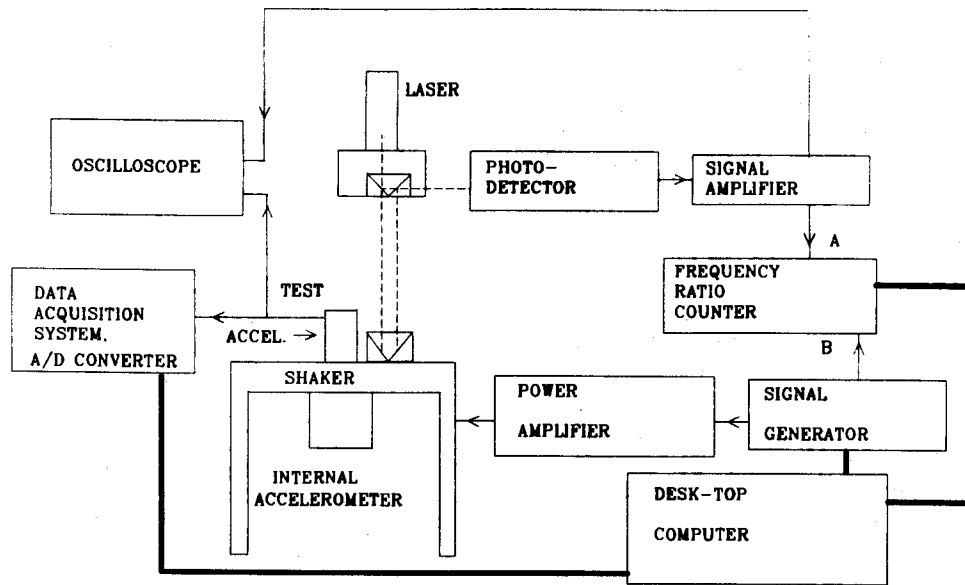 LASER
OSCILLOSCOPE
PHOTO-
DETECTOR
SIGNAL
AMPLIFIER
A
FREQUENCY
RATIO
COUNTER
B
DATA
ACQUISITION
SYSTEM,
A/D CONVERTER
TEST
ACCEL.
SHAKER
INTERNAL
ACCELEROMETER
POWER
AMPLIFIER
SIGNAL
GENERATOR
DESK-TOP
COMPUTER